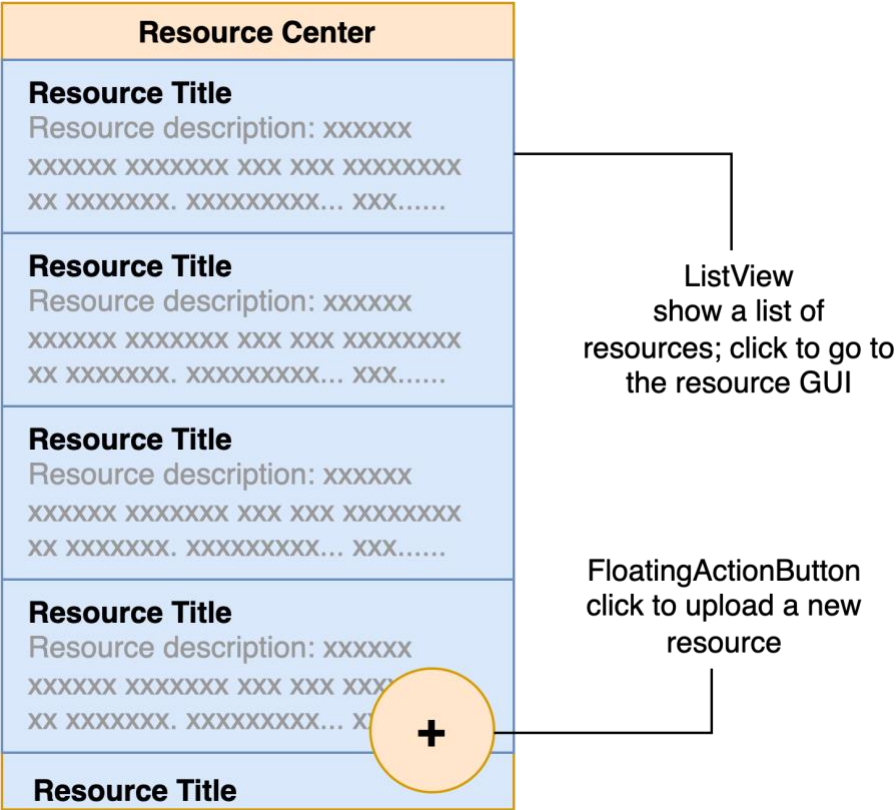 Resource Center
Resource Title
Resource description: xxxxxx
xxxxxx xxxxxxx xxx xxx xxxxxxxx
xx xxxxxxx. xxxxxxxxx... xxx......
Resource Title
Resource description: xxxxxx
xxxxxx xxxxxxx xxx xxx xxxxxxxx
xx xxxxxxx. xxxxxxxxx... xxx......
Resource Title
Resource description: xxxxxx
xxxxxx xxxxxxx xxx xxx xxxxxxxx
xx xxxxxxx. xxxxxxxxx... xxx......
Resource Title
Resource description: xxxxxx
xxxxxx xxxxxxx xxx xxx
xx xxxxxxx. xxxxxxxxx...
+
Resource Title
ListView
show a list of
resources; click to go to
the resource GUI
FloatingActionButton
click to upload a new
resource